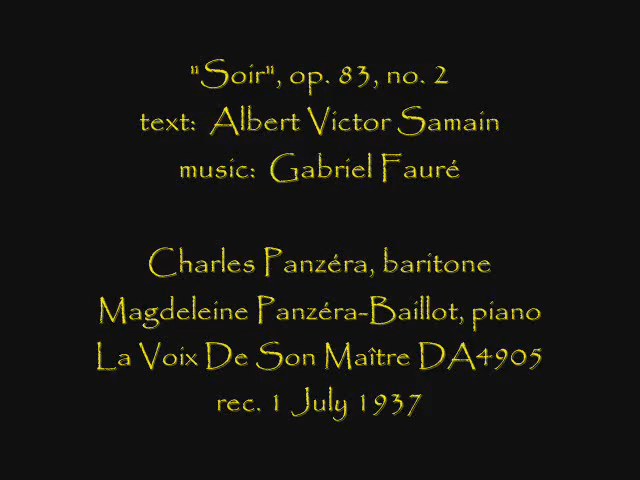 "Soir", op. 83, no. 2
text: Albert Victor Samain
music: Gabriel Fauré
Charles Panzéra, baritone
Magdeleine Panzéra-Baillot, piano
La Voix De Son Maître DA4905
rec. 1 July 1937